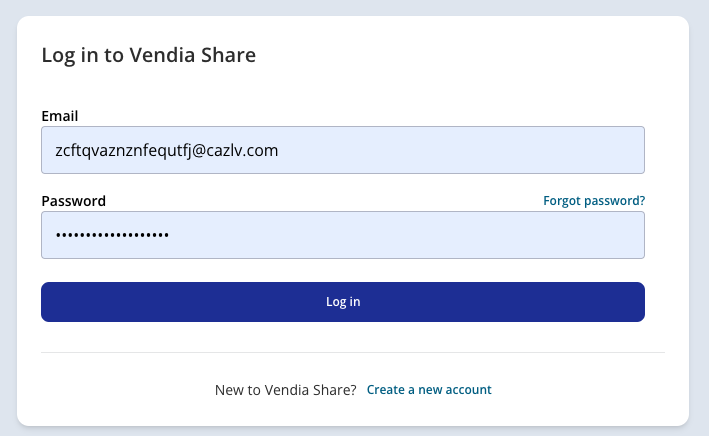 Log in to Vendia Share
Email
zcftqvaznznfequtfj@cazlv.com
Password Forgot password?
•••••••••••••••••••
Log in
New to Vendia Share? Create a new account